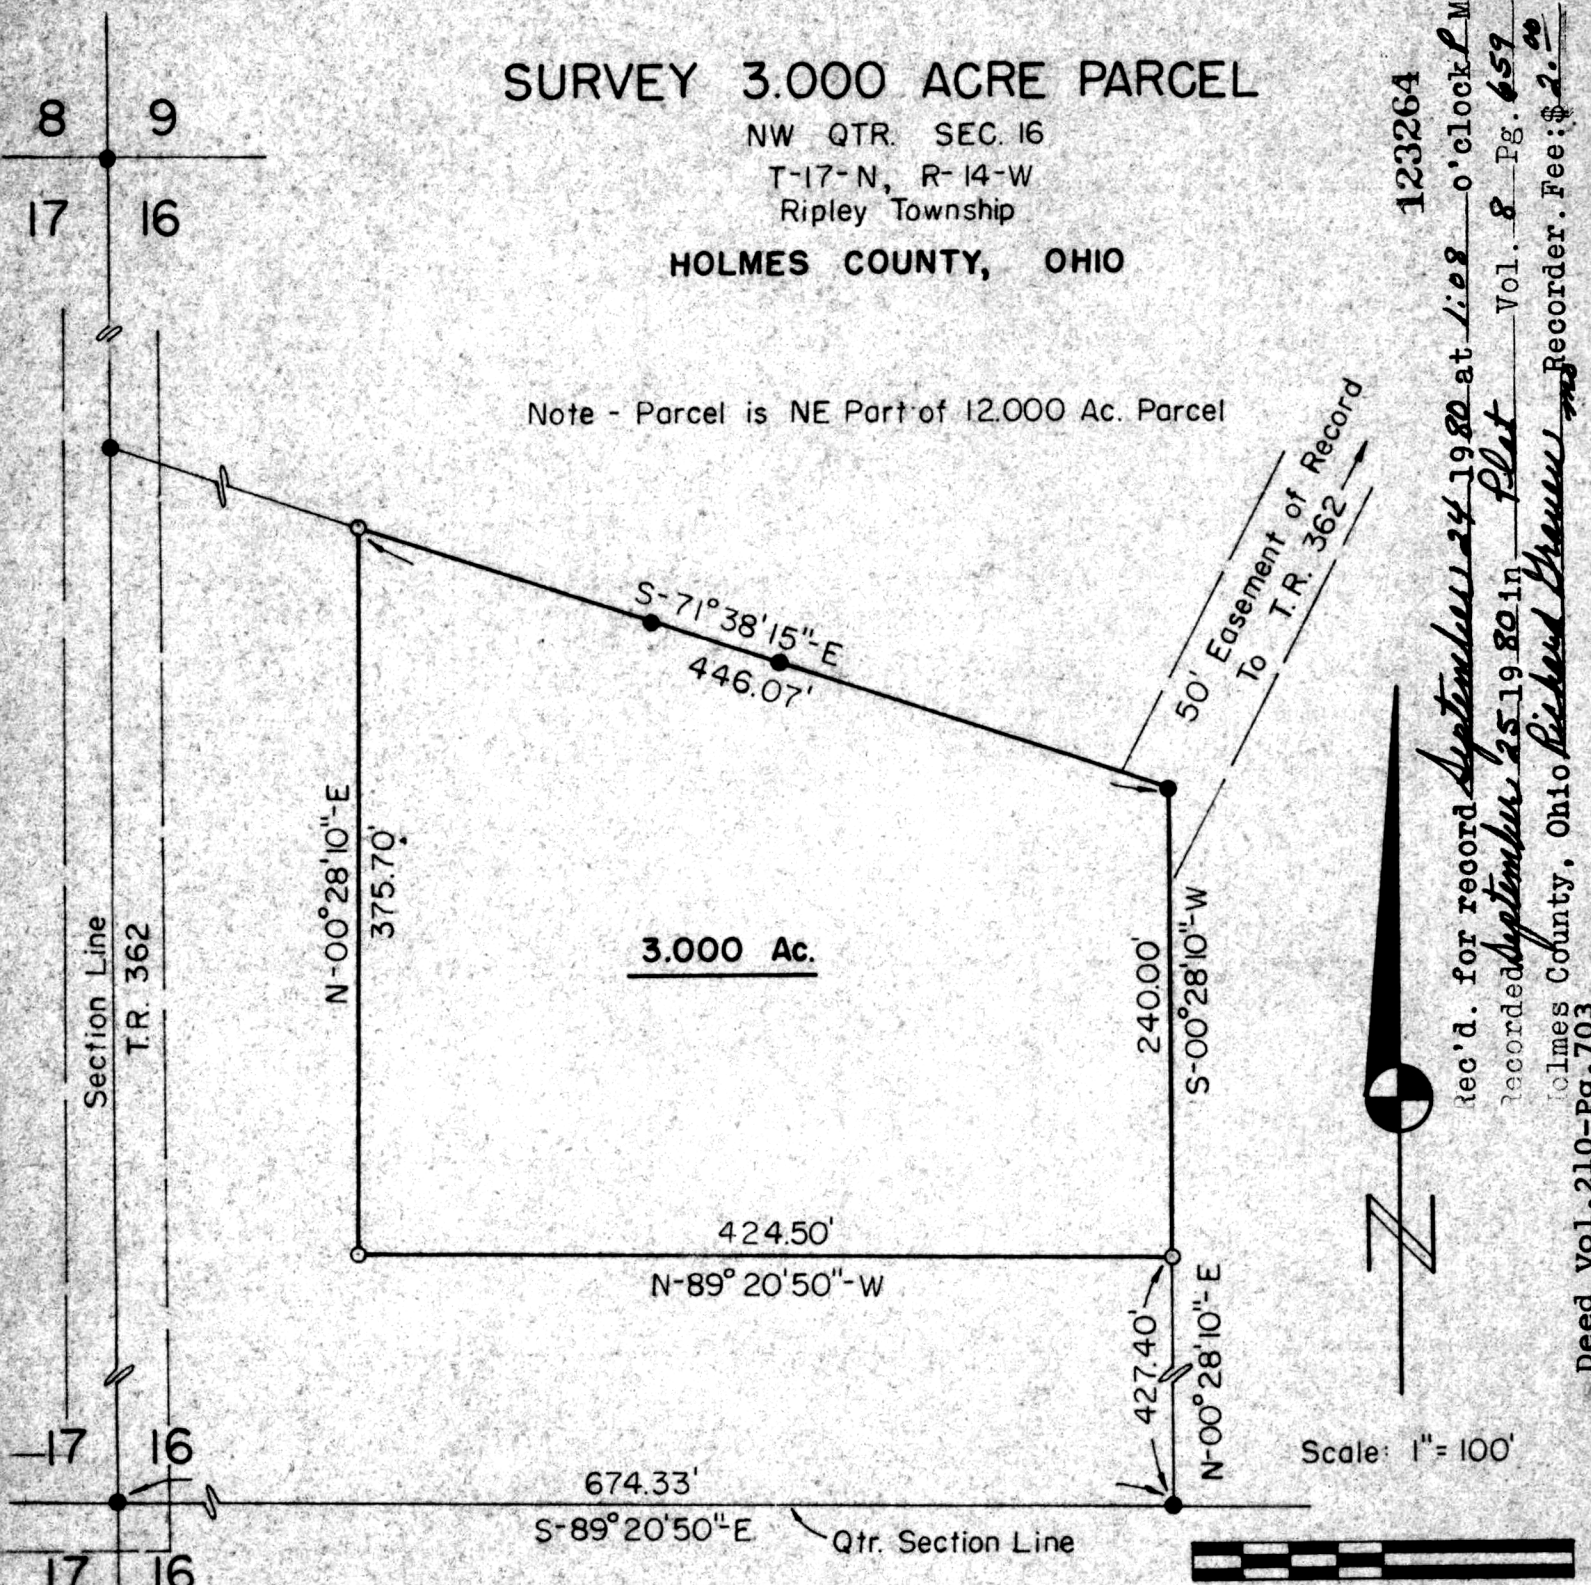 SURVEY 3.000 ACRE PARCEL
NW QTR. SEC. 16
T-17-N, R-14-W
Ripley Township
HOLMES COUNTY, OHIO
8 9
17 16
Note - Parcel is NE Part of 12.000 Ac. Parcel
50' Easement of Record
To T.R. 362
S-71°38'15"-E
446.07'
N-00°28'10"-E
375.70'
3.000 Ac.
240.00'
S-00°28'10"-W
Section Line
T.R. 362
424.50'
N-89°20'50"-W
427.40'
N-00°28'10"-E
17 16
674.33'
S-89°20'50"-E
Qtr. Section Line
17 16
N
Scale: 1"= 100'
123264
Rec'd. for record September 24 1980 at 1:08 o'clock P M
Recorded September 25 1980 in Plat Vol. 8 Pg. 659
olmes County, Ohio Richard Graven Recorder. Fee:$ 2.00
Deed Vol.210-Pg.703